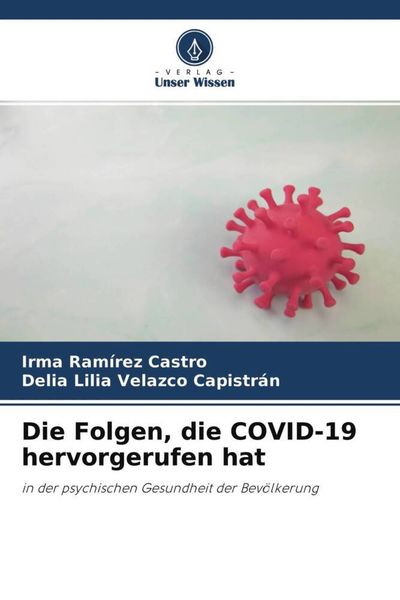 - VERLAG -
Unser Wissen
Irma Ramírez Castro
Delia Lilia Velazco Capistrán
Die Folgen, die COVID-19
hervorgerufen hat
in der psychischen Gesundheit der Bevölkerung